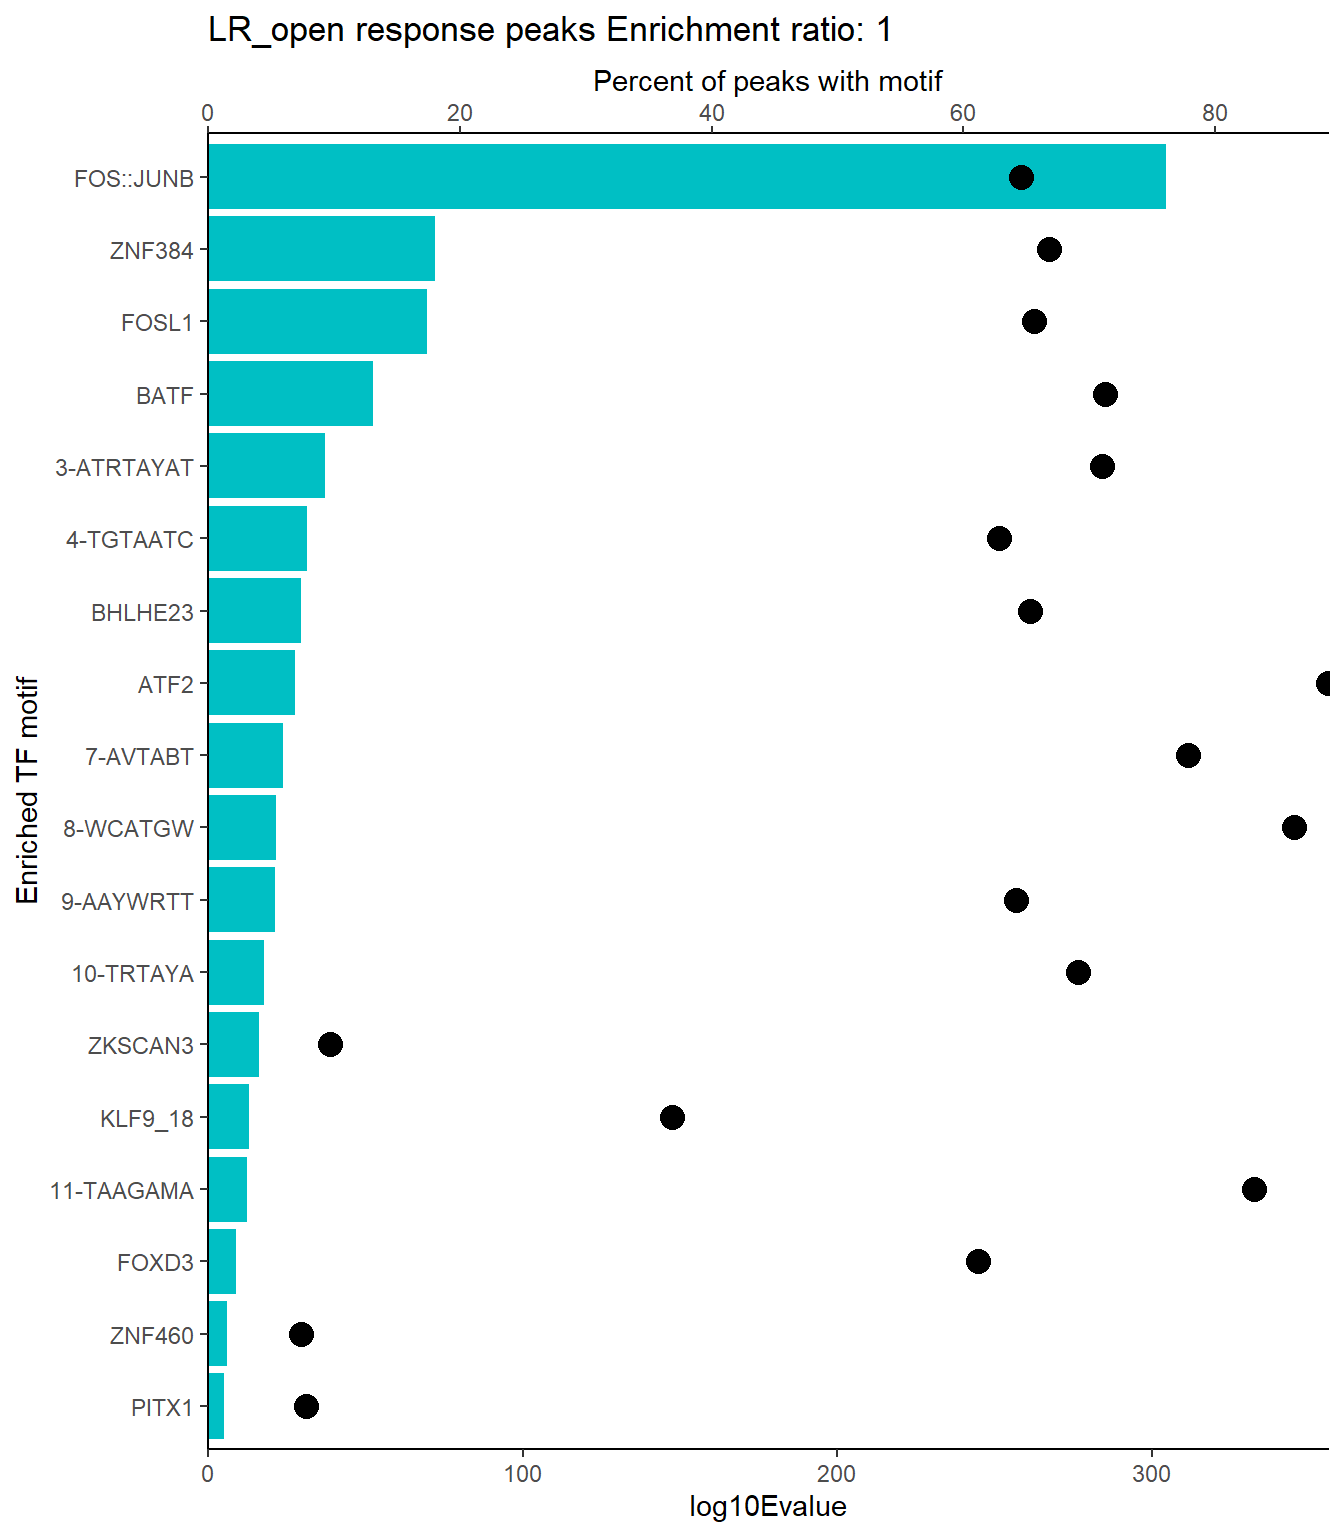 LR_open response peaks Enrichment ratio: 1
Percent of peaks with motif
0 20 40 60 80
FOS::JUNB
ZNF384
FOSL1
BATF
3-ATRTAYAT
4-TGTAATC
BHLHE23
ATF2
7-AVTABT
8-WCATGW
9-AAYWRTT
10-TRTAYA
ZKSCAN3
KLF9_18
11-TAAGAMA
FOXD3
ZNF460
PITX1
Enriched TF motif
0 100 200 300
log10Evalue